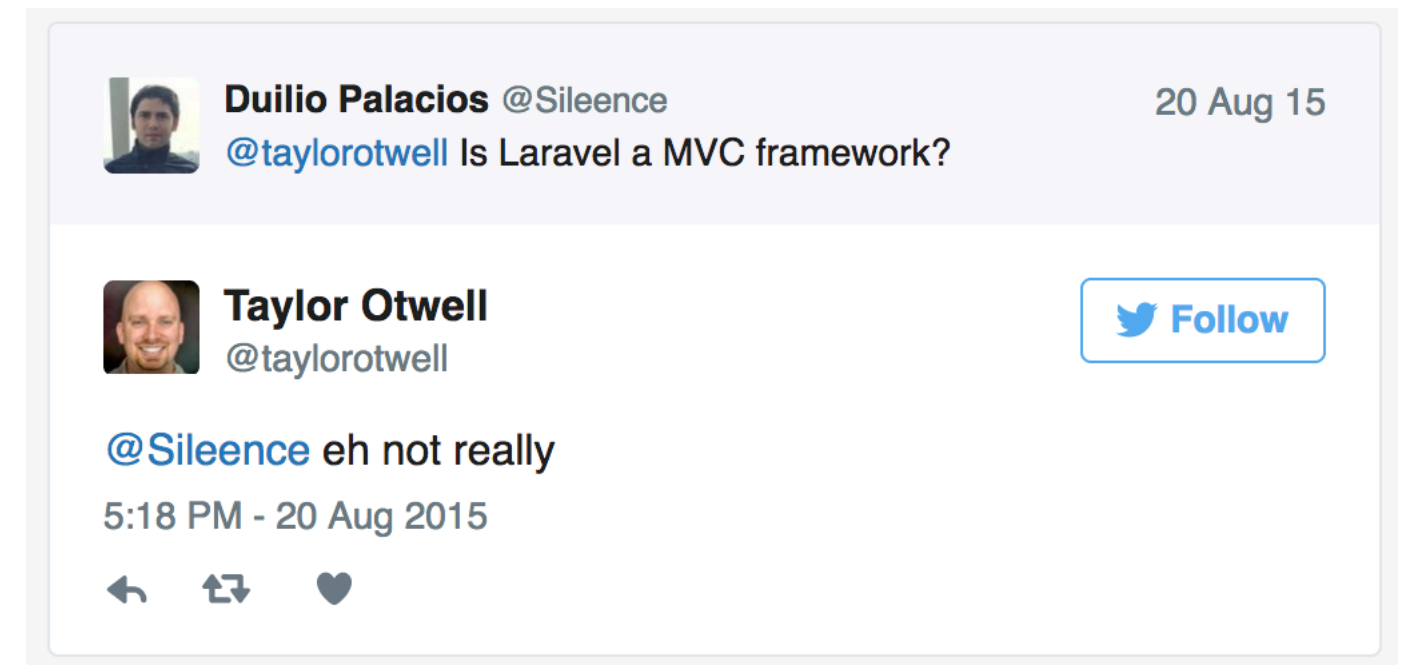 Duilio Palacios @Sileence 20 Aug 15
@taylorotwell Is Laravel a MVC framework?
Taylor Otwell Follow
@taylorotwell
@Sileence eh not really
5:18 PM - 20 Aug 2015